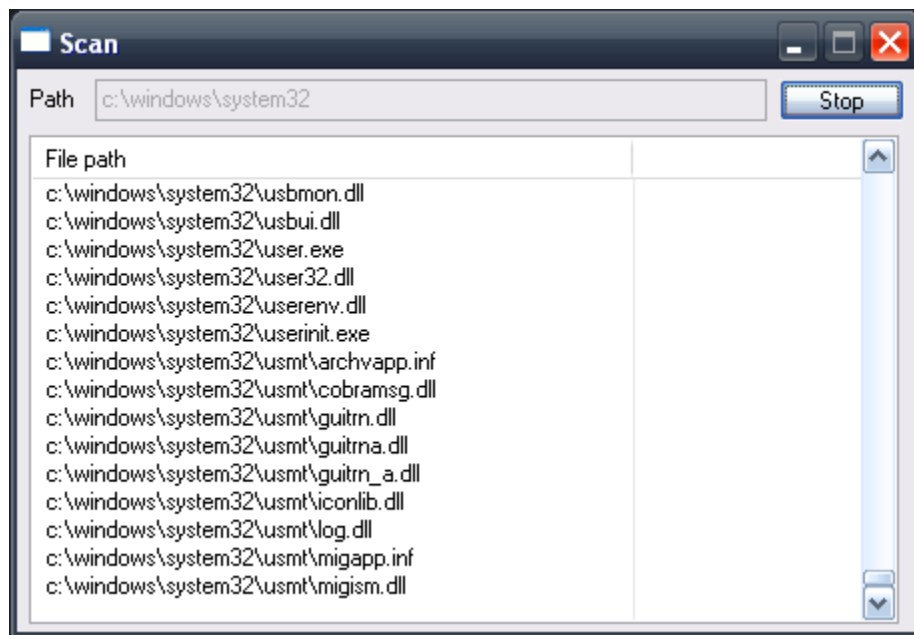 Scan
Path c:\windows\system32 Stop
File path
c:\windows\system32\usbmon.dll
c:\windows\system32\usbui.dll
c:\windows\system32\user.exe
c:\windows\system32\user32.dll
c:\windows\system32\userenv.dll
c:\windows\system32\userinit.exe
c:\windows\system32\usmt\archvapp.inf
c:\windows\system32\usmt\cobramsg.dll
c:\windows\system32\usmt\guitrn.dll
c:\windows\system32\usmt\guitrna.dll
c:\windows\system32\usmt\guitrn_a.dll
c:\windows\system32\usmt\iconlib.dll
c:\windows\system32\usmt\log.dll
c:\windows\system32\usmt\migapp.inf
c:\windows\system32\usmt\migism.dll